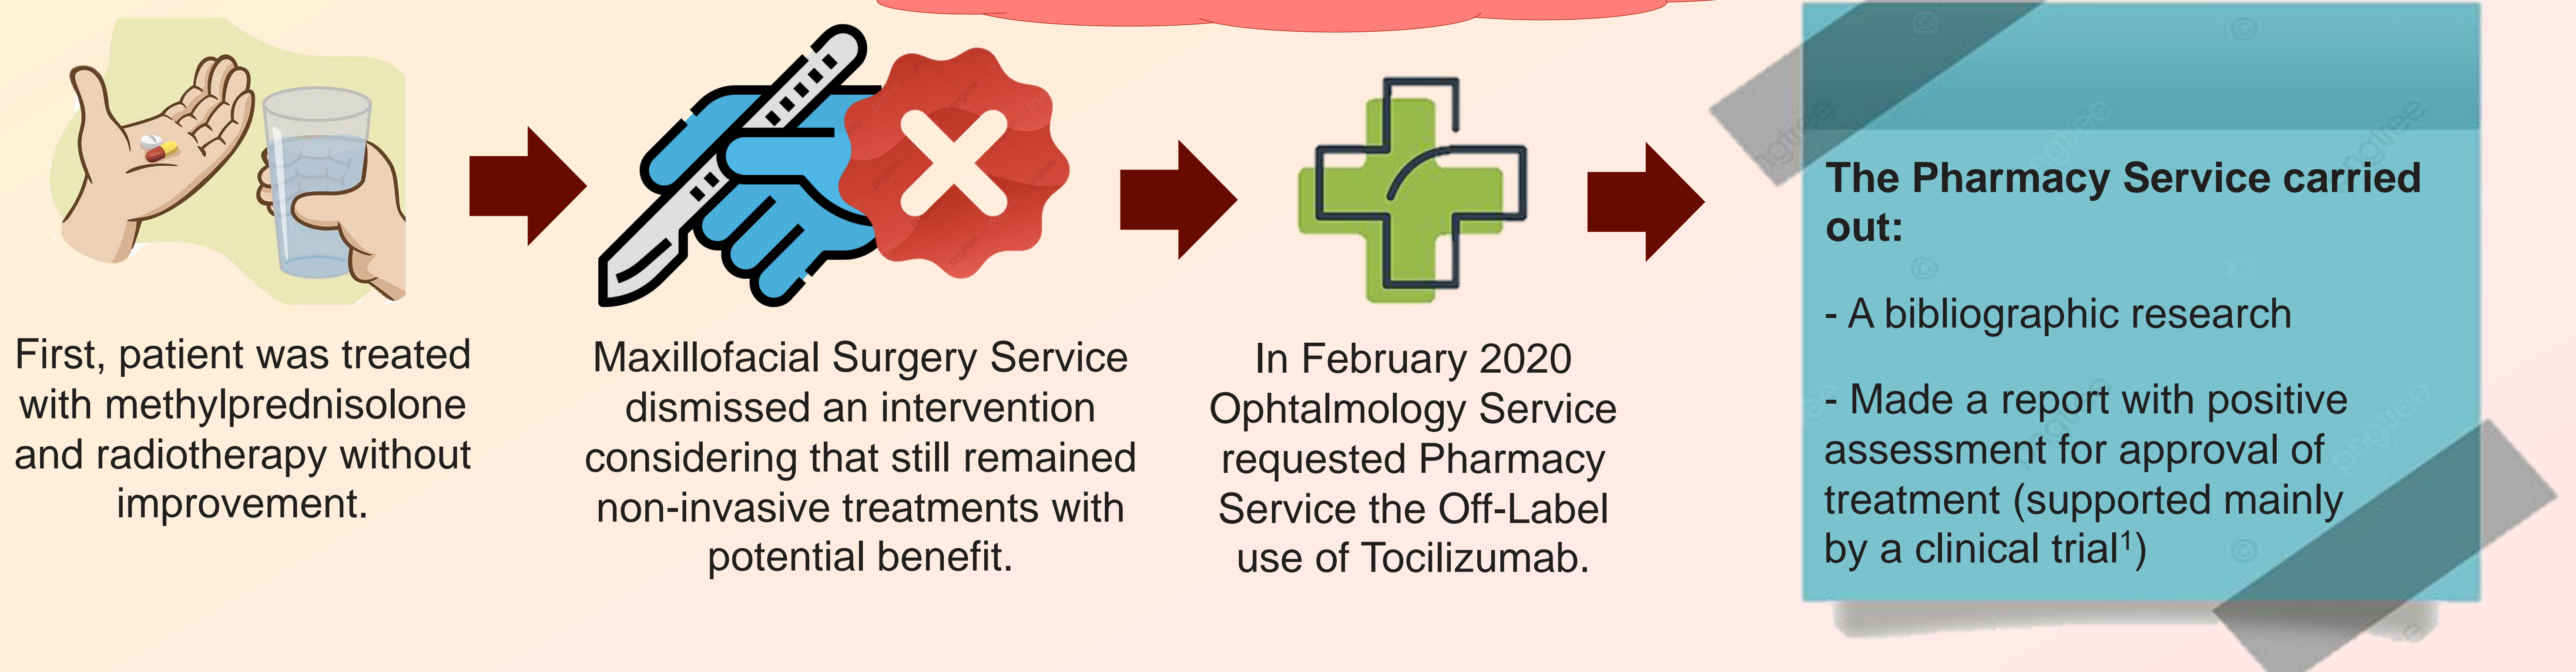 First, patient was treated
with methylprednisolone
and radiotherapy without
improvement.
Maxillofacial Surgery Service
dismissed an intervention
considering that still remained
non-invasive treatments with
potential benefit.
In February 2020
Ophtalmology Service
requested Pharmacy
Service the Off-Label
use of Tocilizumab.
The Pharmacy Service carried
out:
- A bibliographic research
- Made a report with positive
assessment for approval of
treatment (supported mainly
by a clinical trial¹)